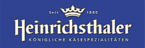 Seit 1880
Heinrichsthaler
KÖNIGLICHE KÄSESPEZIALITÄTEN